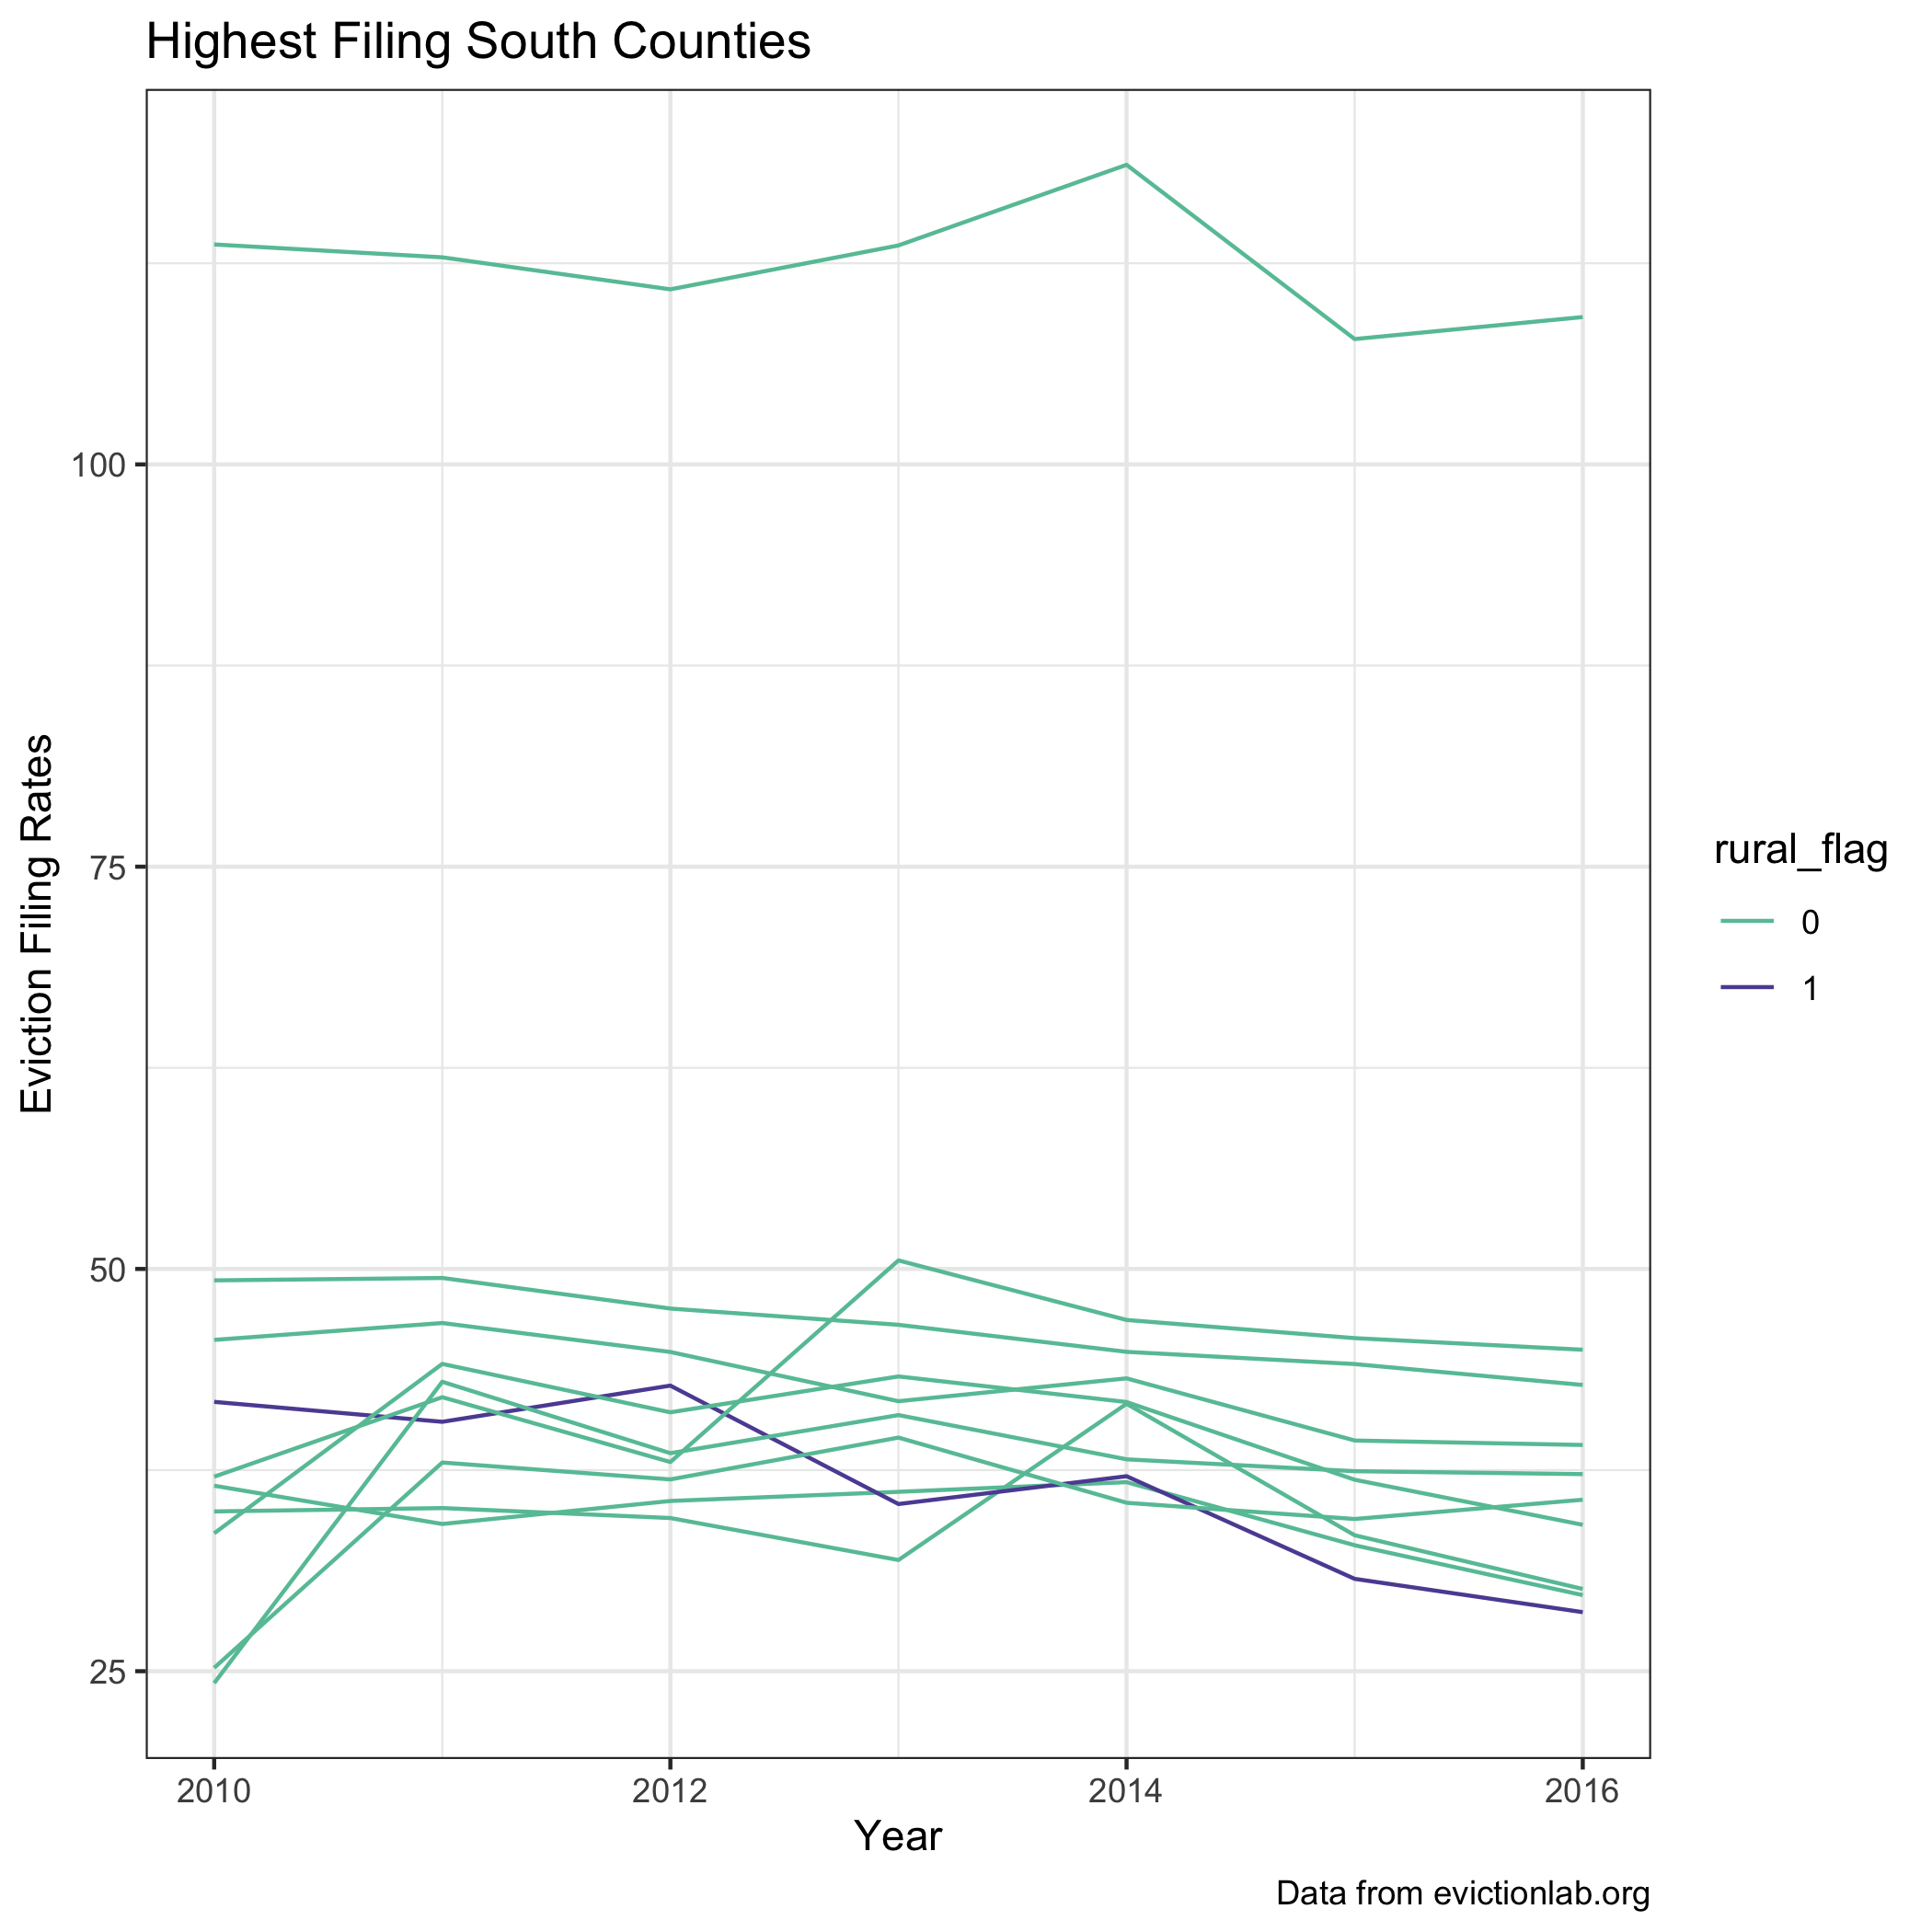 Highest Filing South Counties
Eviction Filing Rates
100
75
50
25
2010
2012
2014
2016
Year
rural_flag
0
1
Data from evictionlab.org